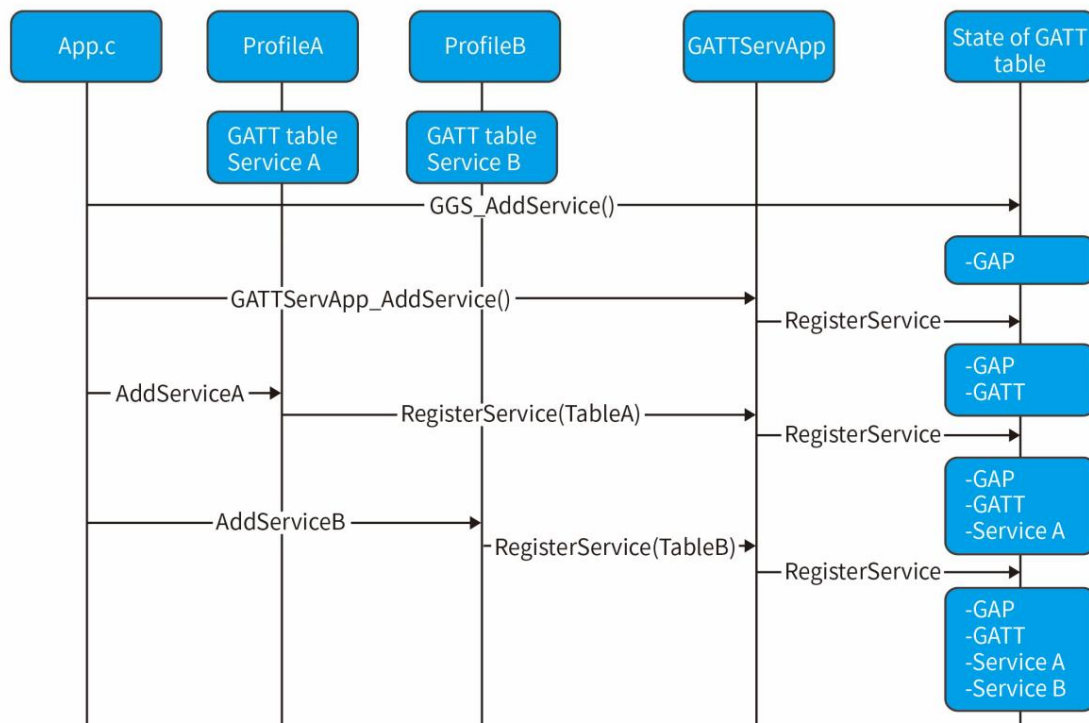 App.c
ProfileA
ProfileB
GATTServApp
State of GATT
table
GATT table
Service A
GATT table
Service B
GGS_AddService()
-GAP
GATTServApp_AddService()
RegisterService
-GAP
-GATT
AddServiceA
RegisterService(TableA)
RegisterService
-GAP
-GATT
-Service A
AddServiceB
RegisterService(TableB)
RegisterService
-GAP
-GATT
-Service A
-Service B